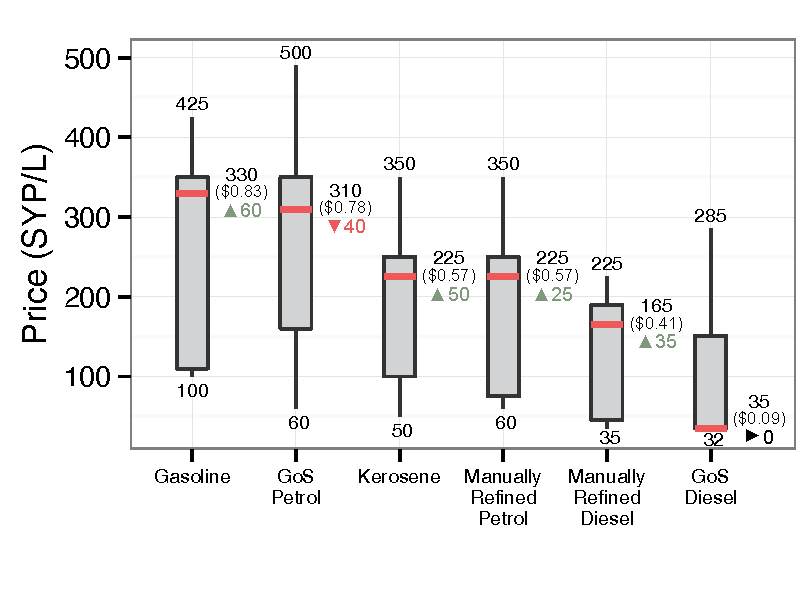 Price (SYP/L)
500
400
300
200
100
425
330
($0.83)
▲60
100
500
310
($0.78)
▼40
60
350
225
($0.57)
▲50
50
350
225
($0.57)
▲25
60
225
165
($0.41)
▲35
35
285
35
($0.09)
►0
32
Gasoline
GoS
Petrol
Kerosene
Manually
Refined
Petrol
Manually
Refined
Diesel
GoS
Diesel